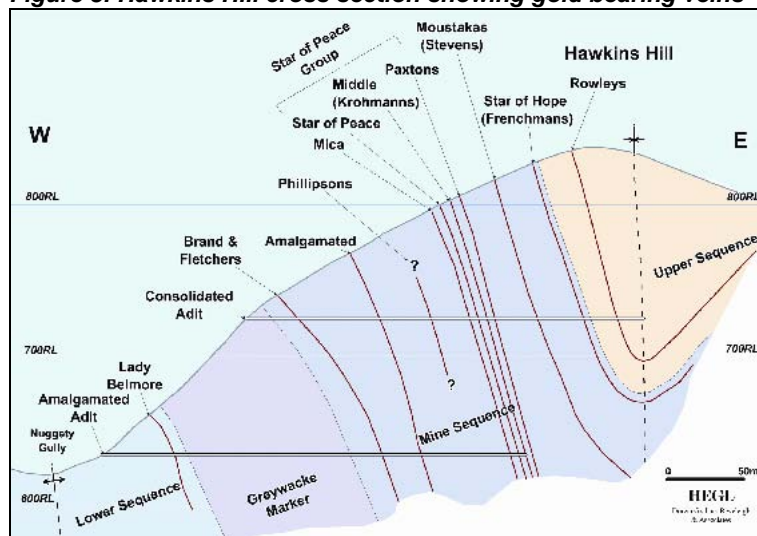 Figure 3: Hawkins Hill cross section showing gold bearing veins
Star of Peace
Group
Moustakas
(Stevens)
Hawkins Hill
Paxtons
Middle
(Krohmanns)
Star of Hope
(Frenchmans)
Rowleys
W
E
Star of Peace
Mica
Phillipsons
800RL
800RL
Brand &
Fletchers
Amalgamated
?
Upper Sequence
Consolidated
Adit
700RL
700RL
Lady
Belmore
?
Amalgamated
Adit
Mine Sequence
Nuggety
Gully
600RL
Lower Sequence
Greywacke
Marker
0
50m
HEGL
& Associates